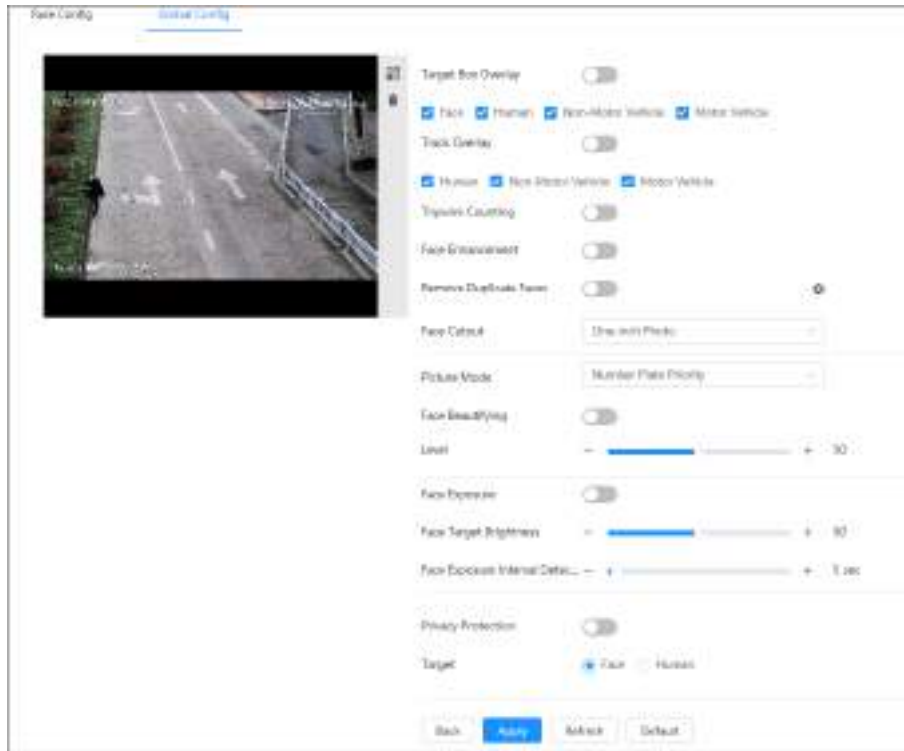 Rule Config Global Config
Target Box Overlay
Face Human Non-Motor Vehicle Motor Vehicle
Track Overlay
Human Non-Motor Vehicle Motor Vehicle
Tripwire Counting
Face Enhancement
Remove Duplicate Faces
Face Cutout One-inch Photo
Picture Mode Number Plate Priority
Face Beautifying
Level - + 50
Face Exposure
Face Target Brightness - + 50
Face Exposure Interval Detec... - + 5 sec
Privacy Protection
Target Face Human
Back Apply Refresh Default